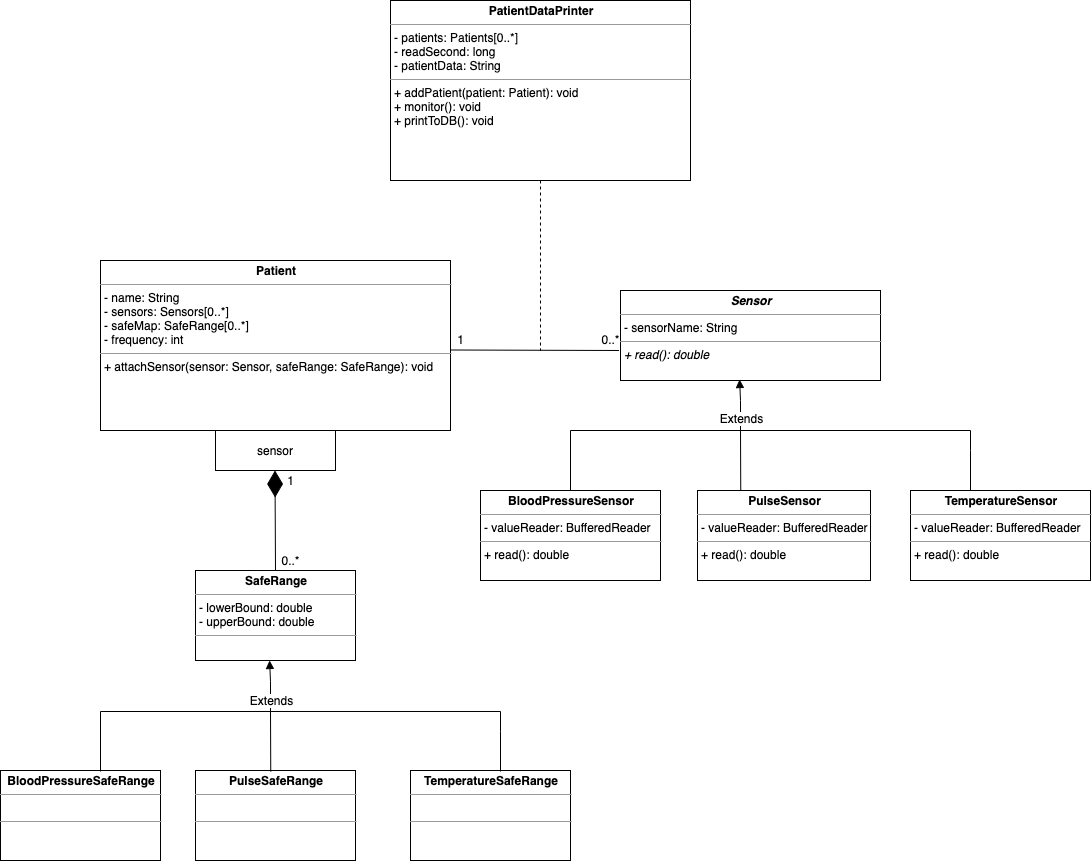 PatientDataPrinter
- patients: Patients[0..*]
- readSecond: long
- patientData: String
+ addPatient(patient: Patient): void
+ monitor(): void
+ printToDB(): void
Patient
- name: String
- sensors: Sensors[0..*]
- safeMap: SafeRange[0..*]
- frequency: int
+ attachSensor(sensor: Sensor, safeRange: SafeRange): void
sensor
1
0..*
Sensor
- sensorName: String
+ read(): double
Extends
BloodPressureSensor
- valueReader: BufferedReader
+ read(): double
PulseSensor
- valueReader: BufferedReader
+ read(): double
TemperatureSensor
- valueReader: BufferedReader
+ read(): double
1
0..*
SafeRange
- lowerBound: double
- upperBound: double
Extends
BloodPressureSafeRange
PulseSafeRange
TemperatureSafeRange